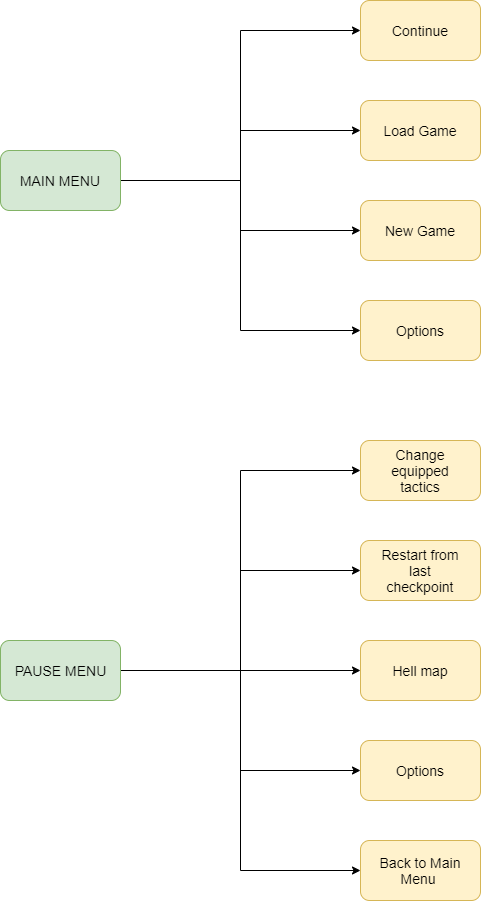 Continue
Load Game
MAIN MENU
New Game
Options
Change
equipped
tactics
Restart from
last
checkpoint
PAUSE MENU
Hell map
Options
Back to Main
Menu